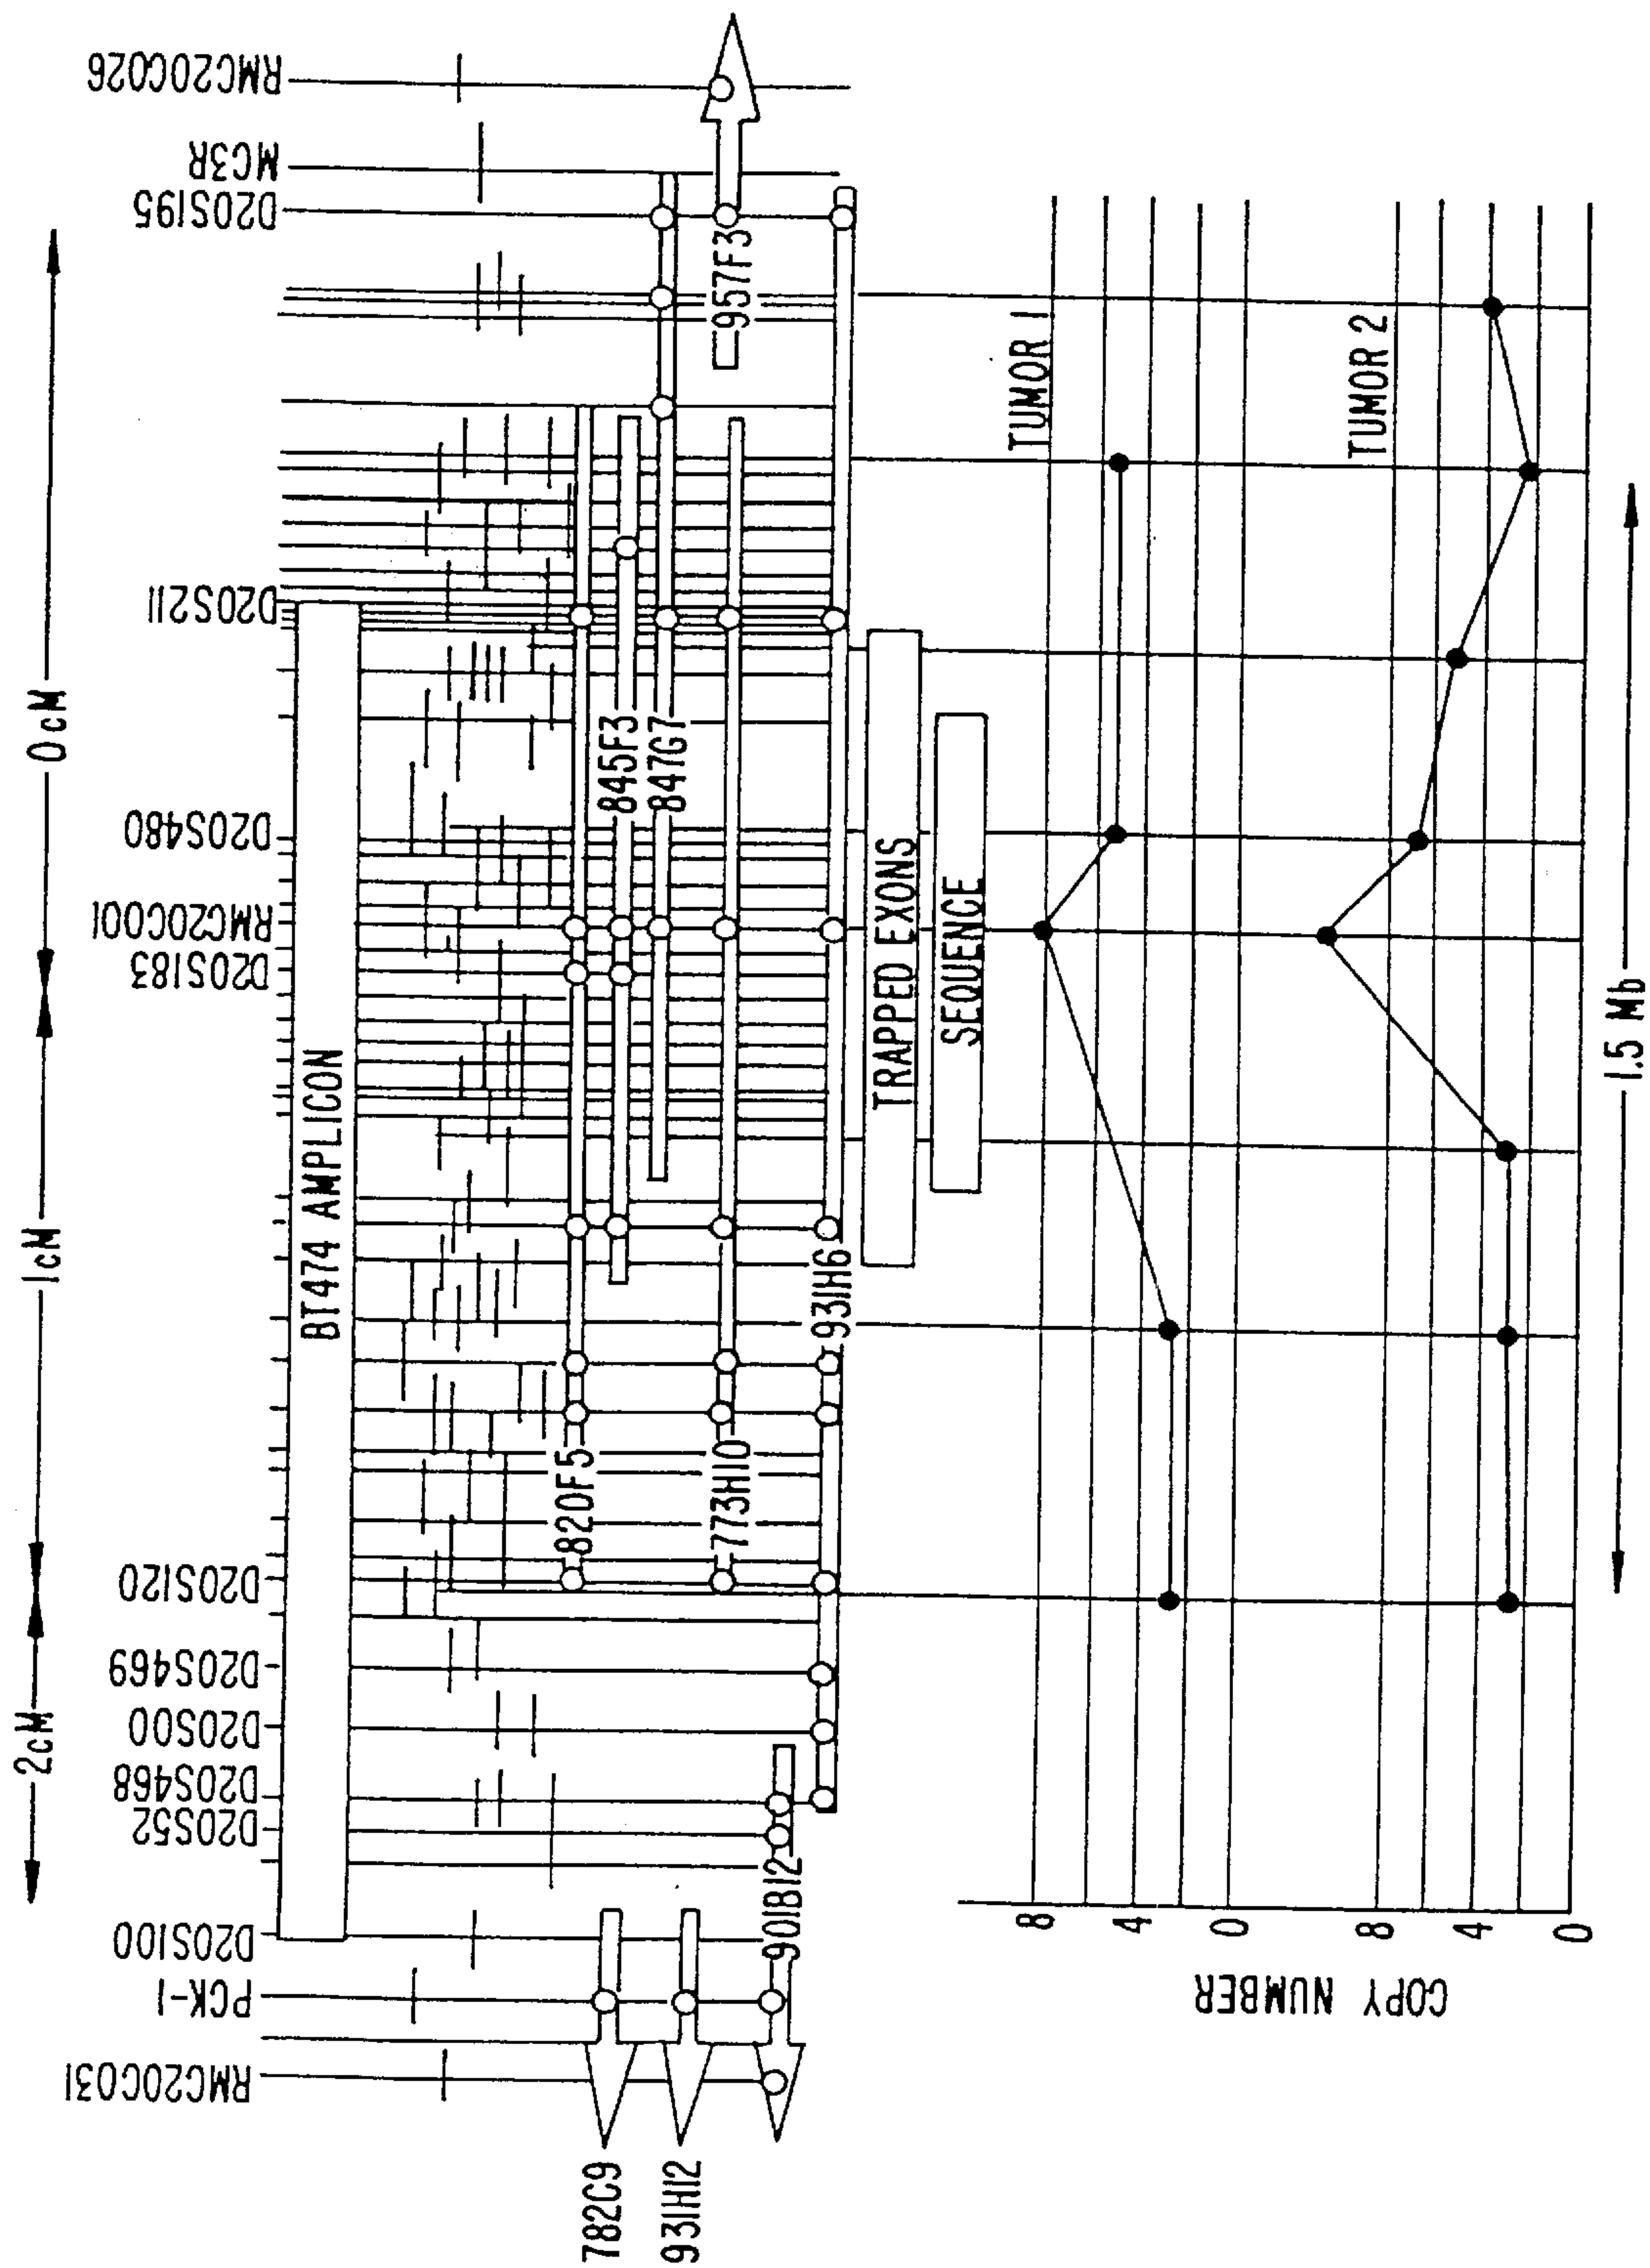 2cM
1cM
0cM
RMC20C031
PCK-1
D20S100
D20S52
D20S468
D20S00
D20S469
D20S120
D20S183
RMC20C001
D20S480
D20S211
D20S195
MC3R
RMC20C026
BT474 AMPLICON
820F5
845F3
782C9
847G7
931H12
773H10
957F3
901B12
931H6
TRAPPED EXONS
SEQUENCE
TUMOR 1
8
4
0
TUMOR 2
8
4
0
COPY NUMBER
1.5 Mb